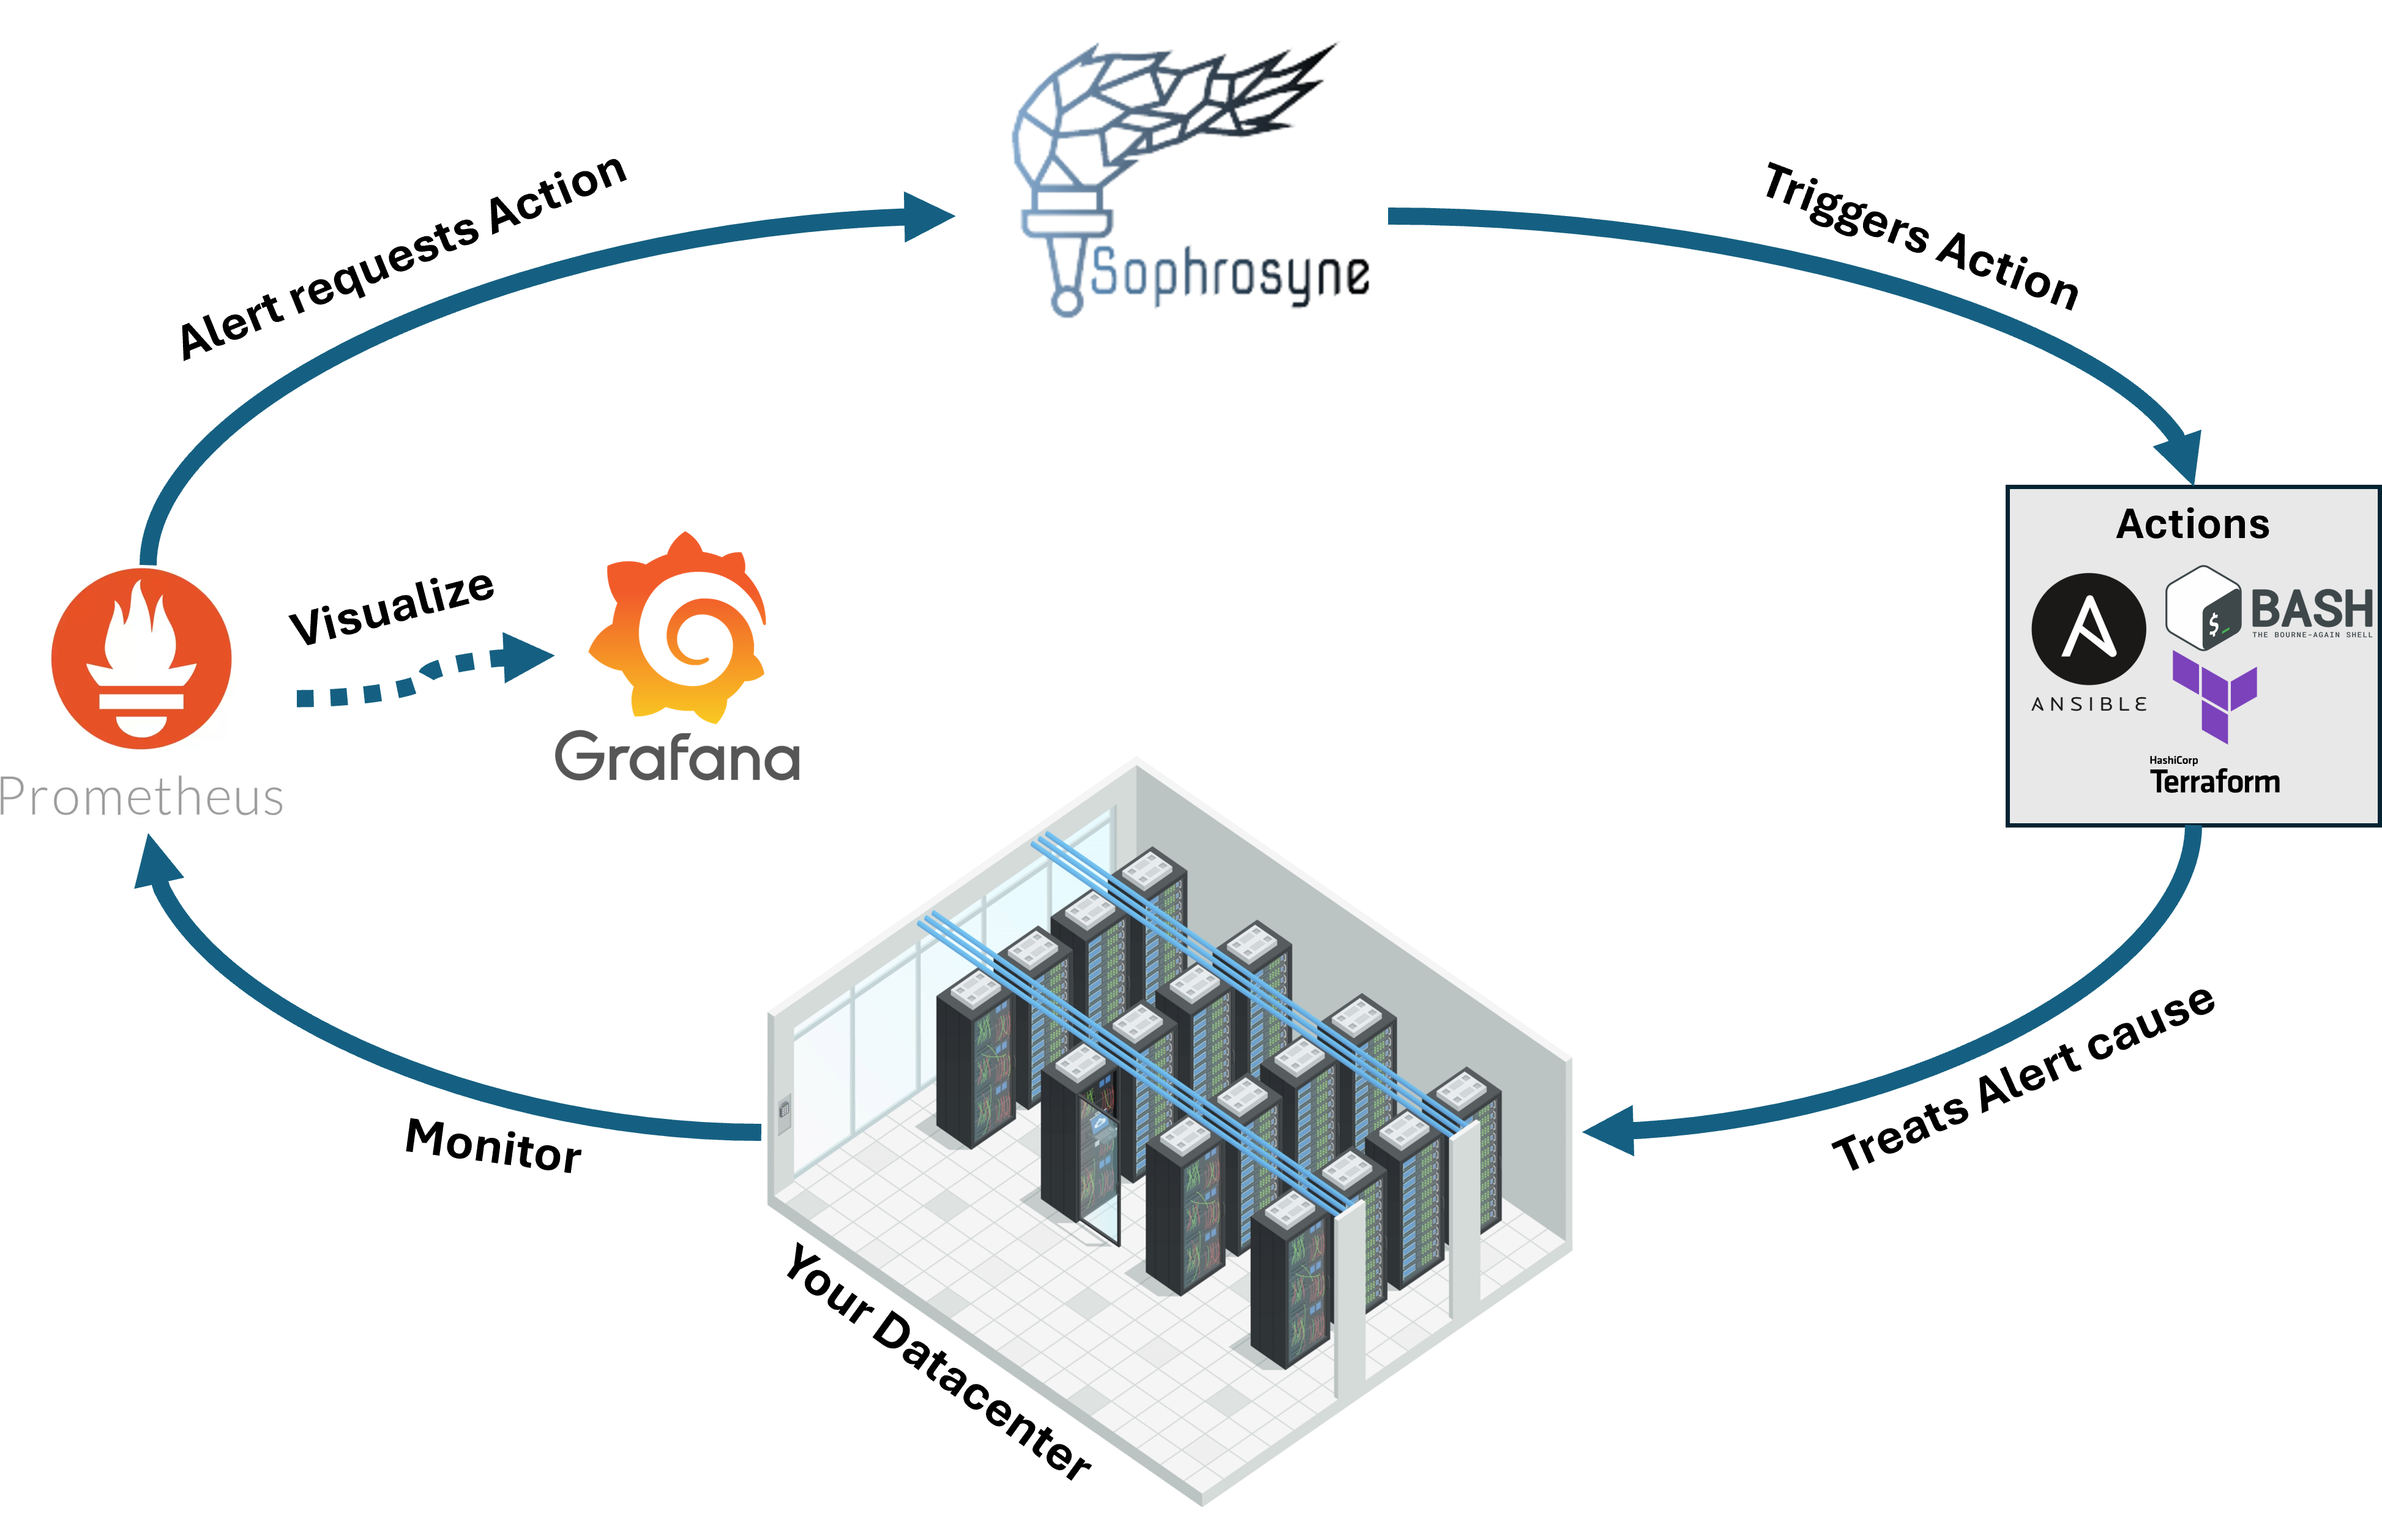 Sophrosyne
Alert requests Action
Triggers Action
Actions
ANSIBLE
$_
BASH
THE BOURNE-AGAIN SHELL
HashiCorp
Terraform
Visualize
Grafana
Prometheus
Monitor
Treats Alert cause
Your Datacenter